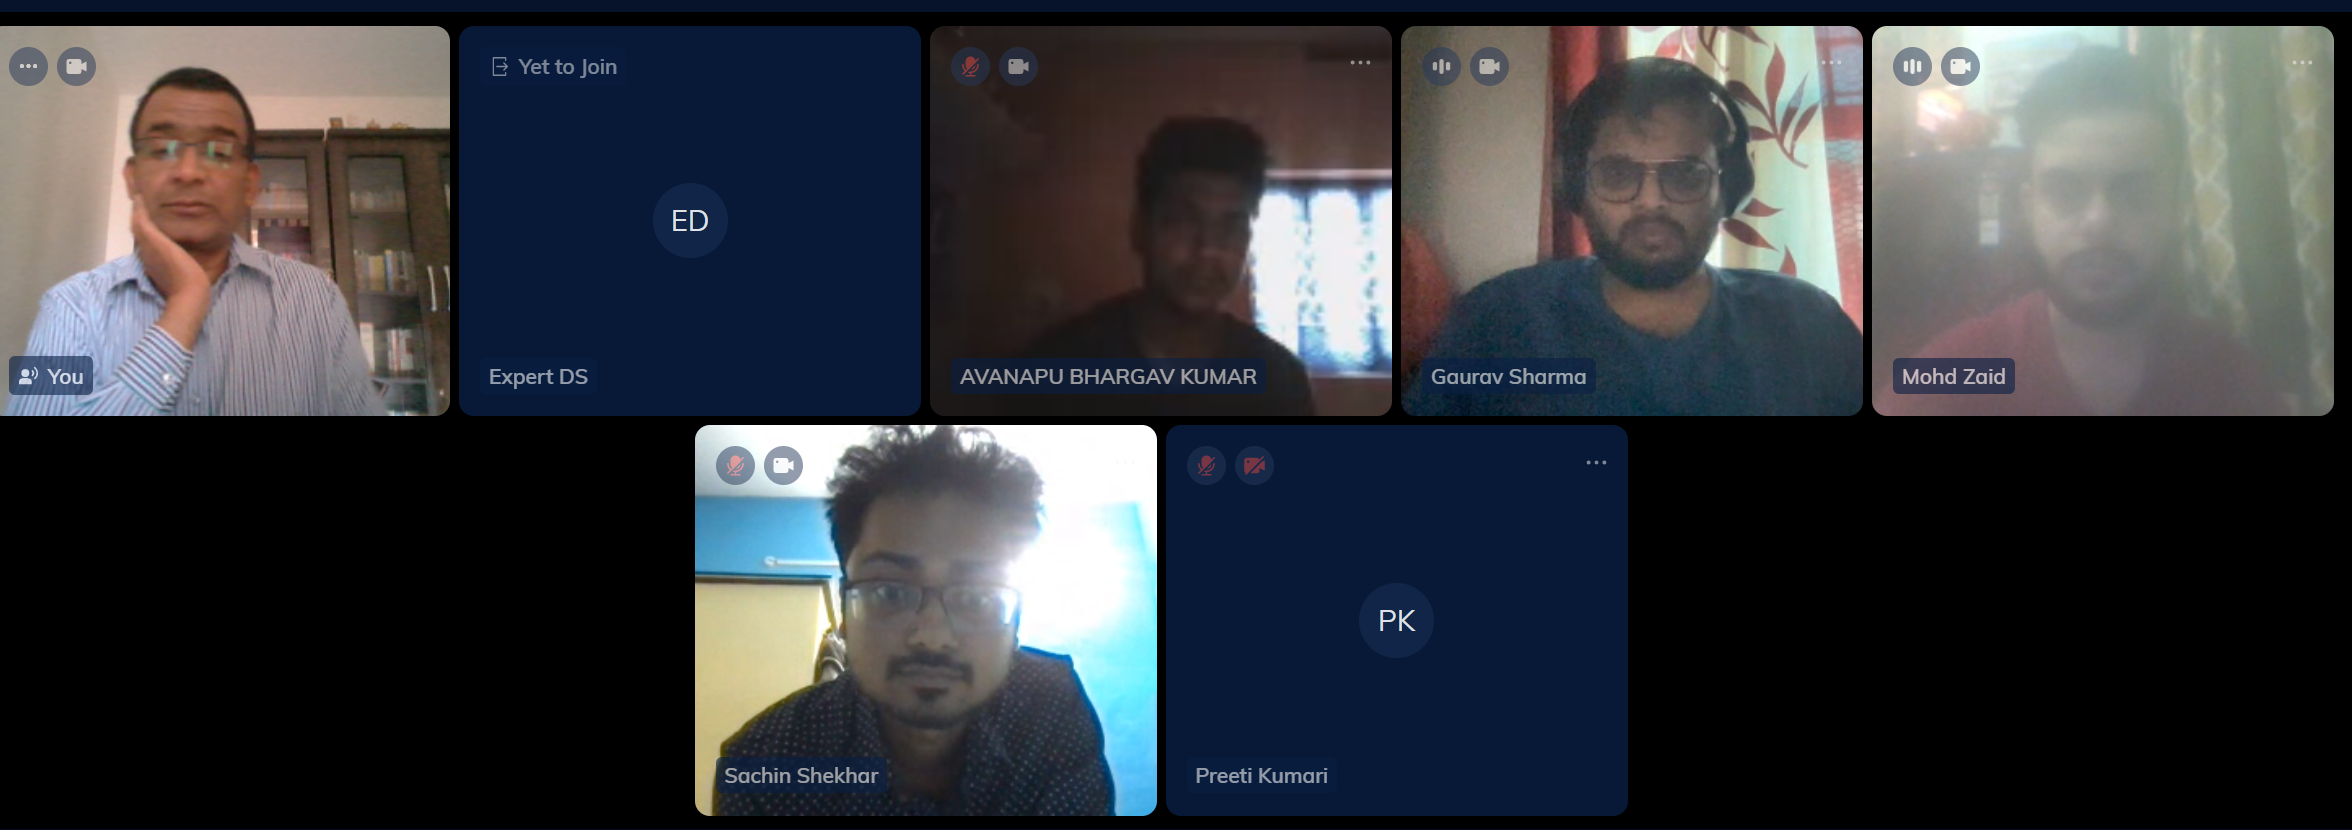 You
Yet to Join
ED
Expert DS
AVANAPU BHARGAV KUMAR
Gaurav Sharma
Mohd Zaid
Sachin Shekhar
PK
Preeti Kumari